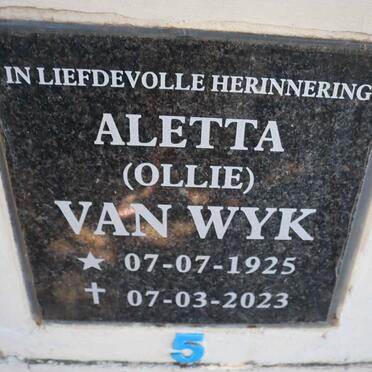 IN LIEFDEVOLLE HERINNERING
ALETTA
(OLLIE)
VAN WYK
★ 07-07-1925
✝ 07-03-2023
5